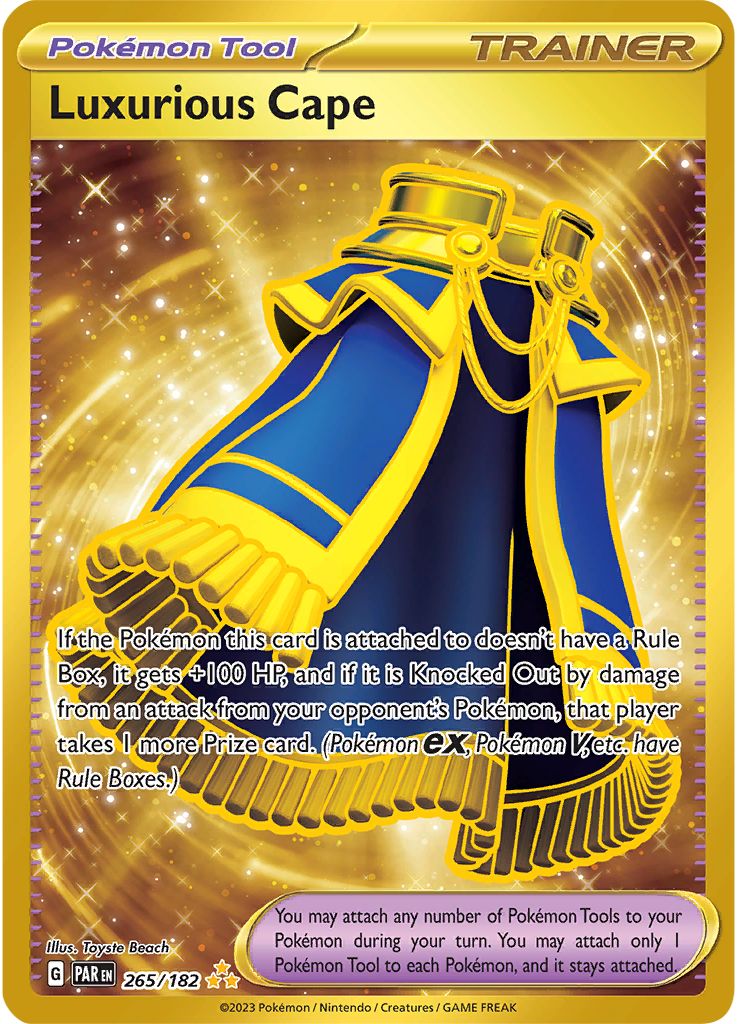 Pokémon Tool
TRAINER
Luxurious Cape
If the Pokémon this card is attached to doesn't have a Rule
Box, it gets +100 HP, and if it is Knocked Out by damage
from an attack from your opponent's Pokémon, that player
takes 1 more Prize card. (Pokémon ex, Pokémon V, etc. have
Rule Boxes.)
You may attach any number of Pokémon Tools to your
Pokémon during your turn. You may attach only 1
Pokémon Tool to each Pokémon, and it stays attached.
Illus. Toyste Beach
G PAR EN 265/182
©2023 Pokémon / Nintendo / Creatures / GAME FREAK